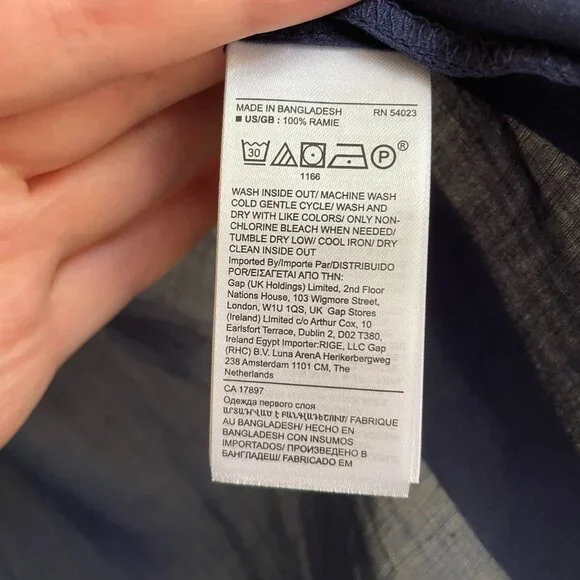 MADE IN BANGLADESH RN 54023
■ US/GB : 100% RAMIE
30 P ®
1166
WASH INSIDE OUT/ MACHINE WASH
COLD GENTLE CYCLE/ WASH AND
DRY WITH LIKE COLORS/ ONLY NON-
CHLORINE BLEACH WHEN NEEDED/
TUMBLE DRY LOW/ COOL IRON/ DRY
CLEAN INSIDE OUT
Imported By/Importe Par/DISTRIBUIDO
POR/ΕΙΣΑΓΕΤΑΙ ΑΠΟ ΤΗΝ:
Gap (UK Holdings) Limited, 2nd Floor
Nations House, 103 Wigmore Street,
London, W1U 1QS, UK Gap Stores
(Ireland) Limited c/o Arthur Cox, 10
Earlsfort Terrace, Dublin 2, D02 T380,
Ireland Egypt Importer:RIGE, LLC Gap
(RHC) B.V. Luna ArenA Herikerbergweg
238 Amsterdam 1101 CM, The
Netherlands
CA 17897
Одежда первого слоя
ԱՐՏԱԴՐՎԱԾ Է ԲԱՆԳԼԱԴԵՇՈՒՄ/ FABRIQUE
AU BANGLADESH/ HECHO EN
BANGLADESH CON INSUMOS
IMPORTADOS/ ВИРОБЛЕНО В
БАНГЛАДЕШ/ FABRICADO EM